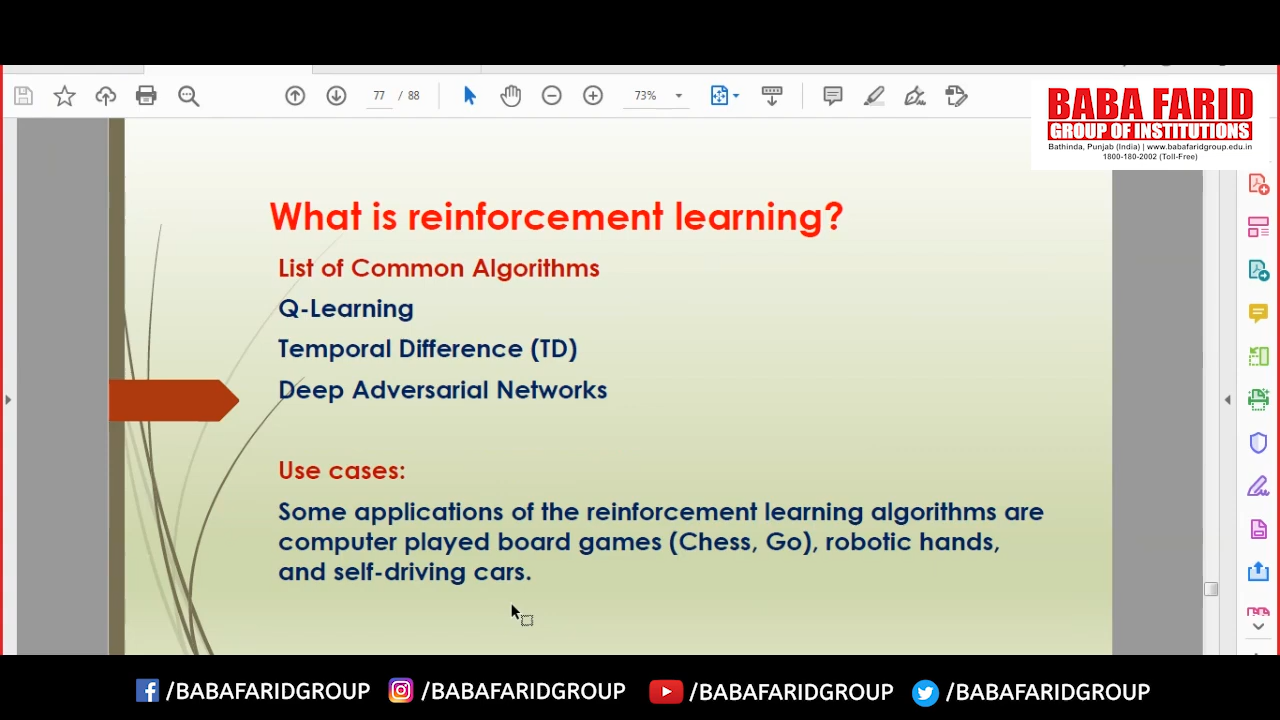 77 / 88
73%
BABA FARID
GROUP OF INSTITUTIONS
Bathinda, Punjab (India) | www.babafaridgroup.edu.in
1800-180-2002 (Toll-Free)
What is reinforcement learning?
List of Common Algorithms
Q-Learning
Temporal Difference (TD)
Deep Adversarial Networks
Use cases:
Some applications of the reinforcement learning algorithms are
computer played board games (Chess, Go), robotic hands,
and self-driving cars.
/BABAFARIDGROUP /BABAFARIDGROUP /BABAFARIDGROUP /BABAFARIDGROUP